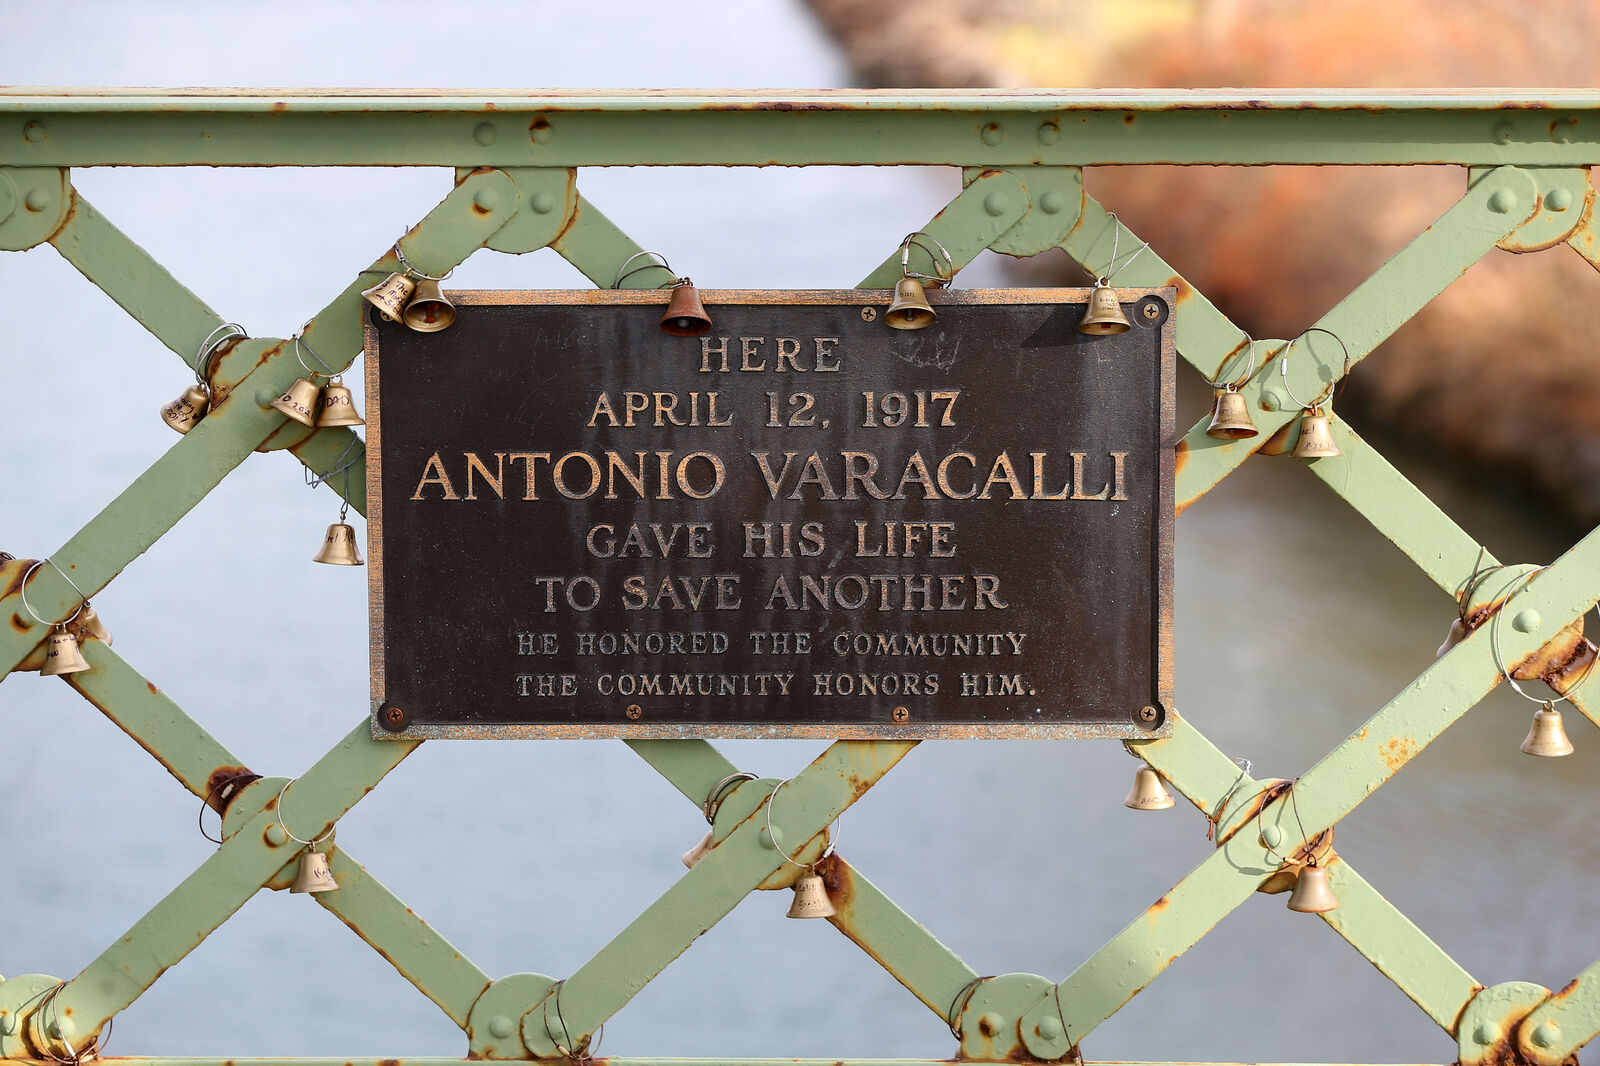 HERE
APRIL 12, 1917
ANTONIO VARACALLI
GAVE HIS LIFE
TO SAVE ANOTHER
HE HONORED THE COMMUNITY
THE COMMUNITY HONORS HIM.
DAD